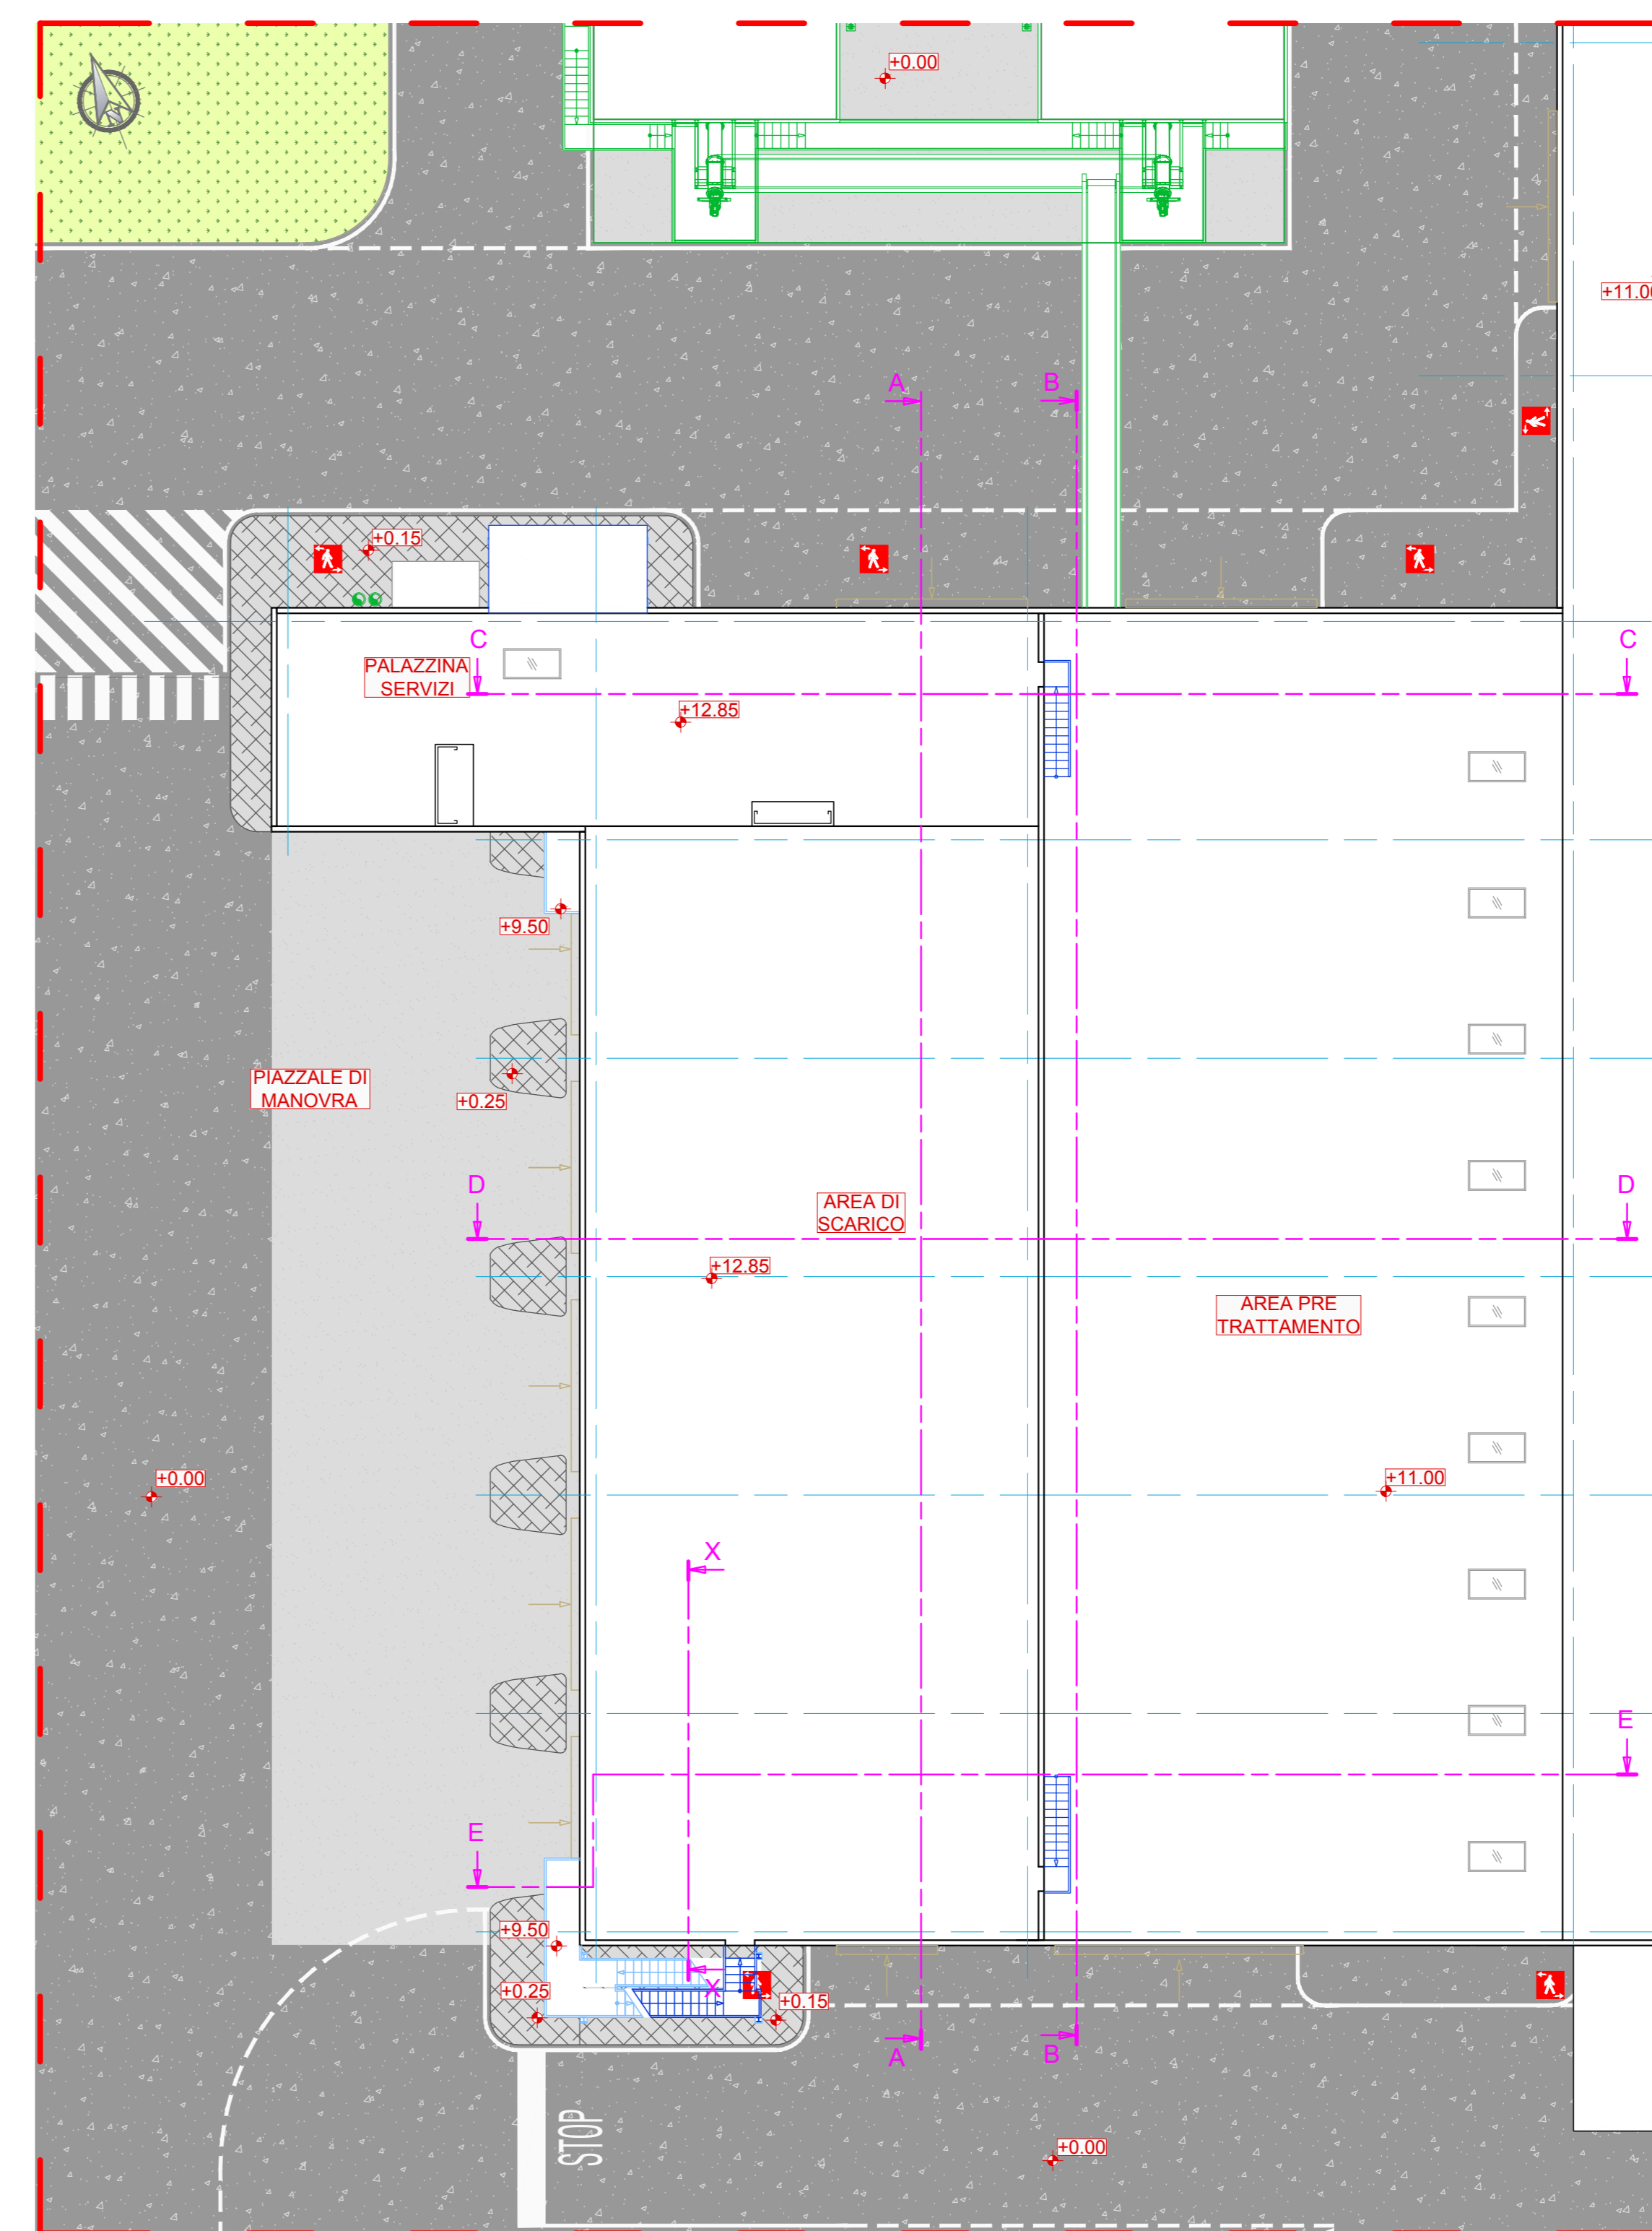 +0.00
+11.00
A
B
+0.15
C
C
PALAZZINA
SERVIZI
+12.85
+9.50
PIAZZALE DI
MANOVRA
+0.25
D
D
AREA DI
SCARICO
+12.85
AREA PRE
TRATTAMENTO
+0.00
+11.00
X
E
E
+9.50
+0.25
X
+0.15
A
B
STOP
+0.00